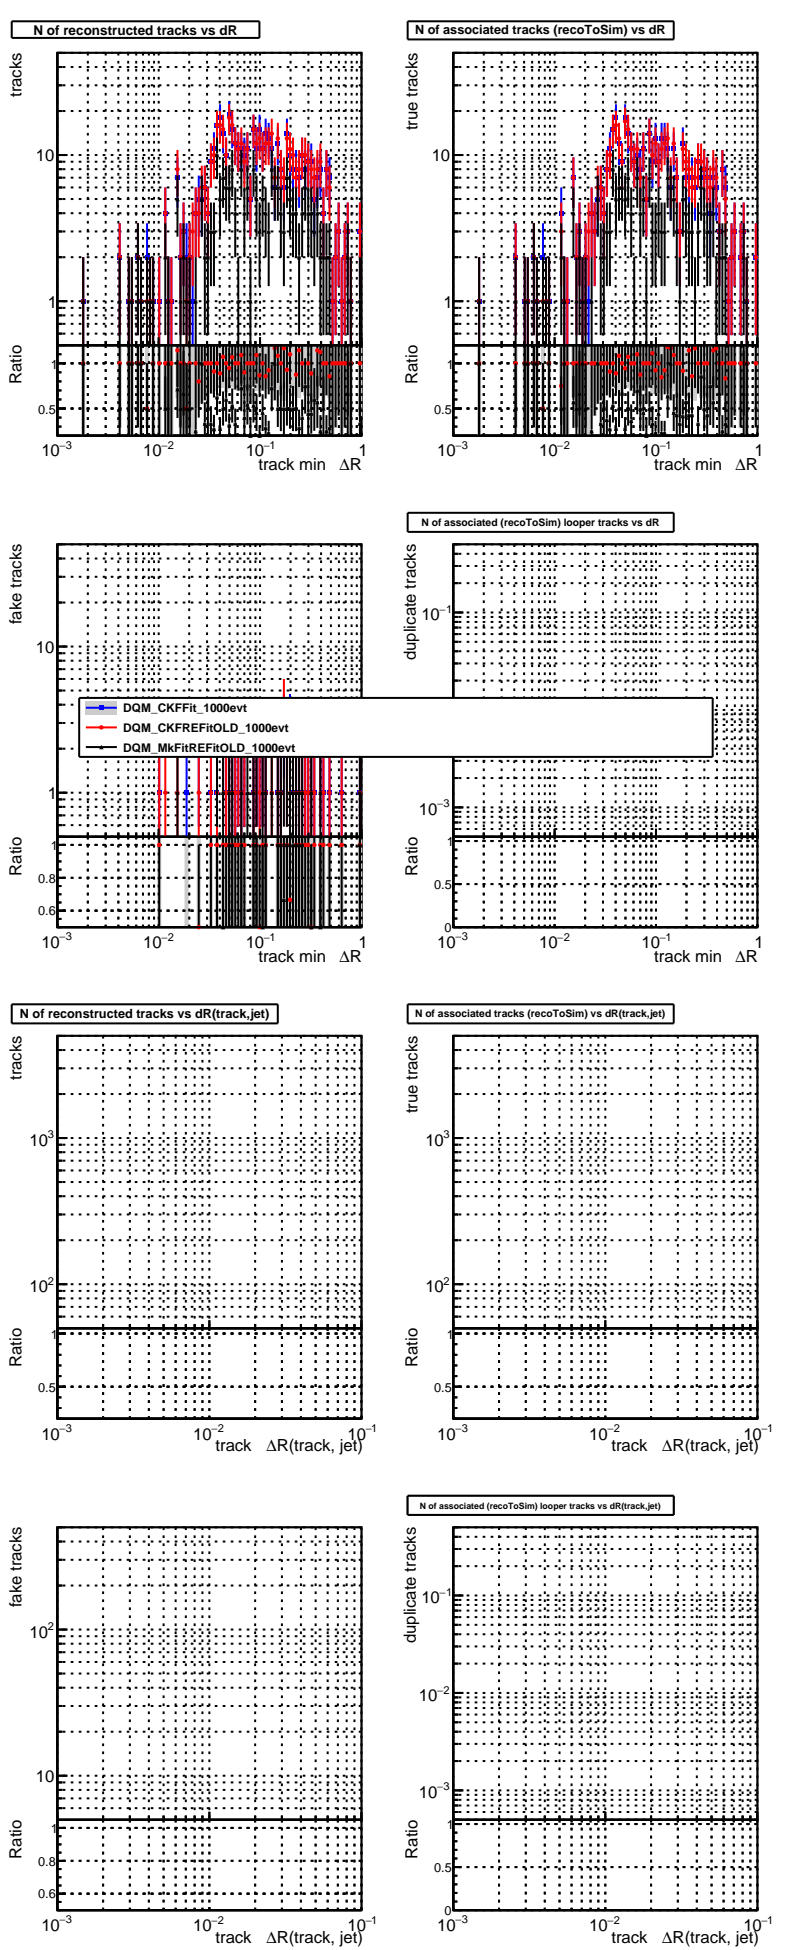 N of reconstructed tracks vs dR
tracks
10
1
Ratio
1
0.5
10−3
10−2
10−1
1
track min ΔR
N of associated tracks (recoToSim) vs dR
true tracks
10
1
Ratio
1
0.5
10−3
10−2
10−1
1
track min ΔR
fake tracks
10
1
Ratio
1
0.8
0.6
10−3
10−2
10−1
1
track min ΔR
N of associated (recoToSim) looper tracks vs dR
duplicate tracks
10−1
10−3
Ratio
1
0.5
0
10−3
10−2
10−1
1
track min ΔR
DQM_CKFFit_1000evt
DQM_CKFREFitOLD_1000evt
DQM_MkFitREFitOLD_1000evt
N of reconstructed tracks vs dR(track,jet)
tracks
103
102
Ratio
1
0.5
10−3
10−2
10−1
track ΔR(track, jet)
N of associated tracks (recoToSim) vs dR(track,jet)
true tracks
103
102
Ratio
1
0.5
10−3
10−2
10−1
track ΔR(track, jet)
fake tracks
102
10
Ratio
1
0.8
0.6
10−3
10−2
10−1
track ΔR(track, jet)
N of associated (recoToSim) looper tracks vs dR(track,jet)
duplicate tracks
10−1
10−2
10−3
Ratio
1
0.5
0
10−3
10−2
10−1
track ΔR(track, jet)